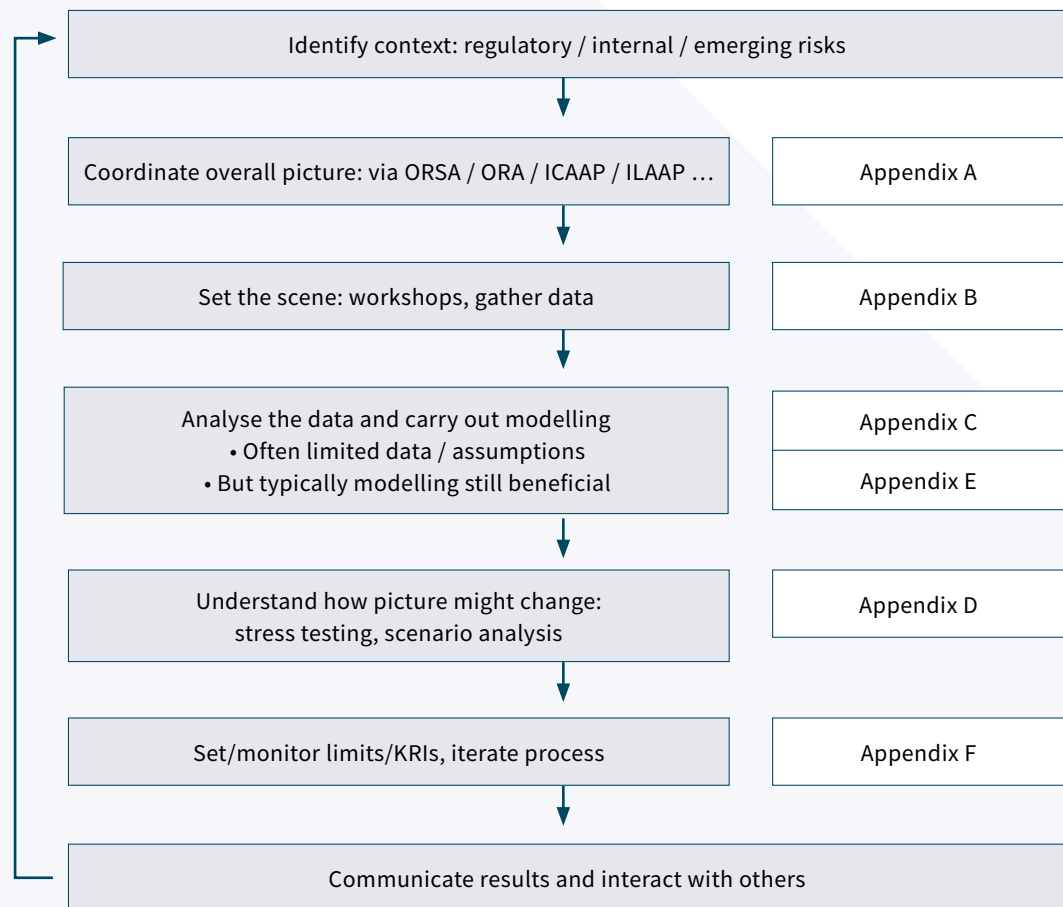 Identify context: regulatory / internal / emerging risks
Coordinate overall picture: via ORSA / ORA / ICAAP / ILAAP …
Appendix A
Set the scene: workshops, gather data
Appendix B
Analyse the data and carry out modelling
• Often limited data / assumptions
• But typically modelling still beneficial
Appendix C
Appendix E
Understand how picture might change:
stress testing, scenario analysis
Appendix D
Set/monitor limits/KRIs, iterate process
Appendix F
Communicate results and interact with others